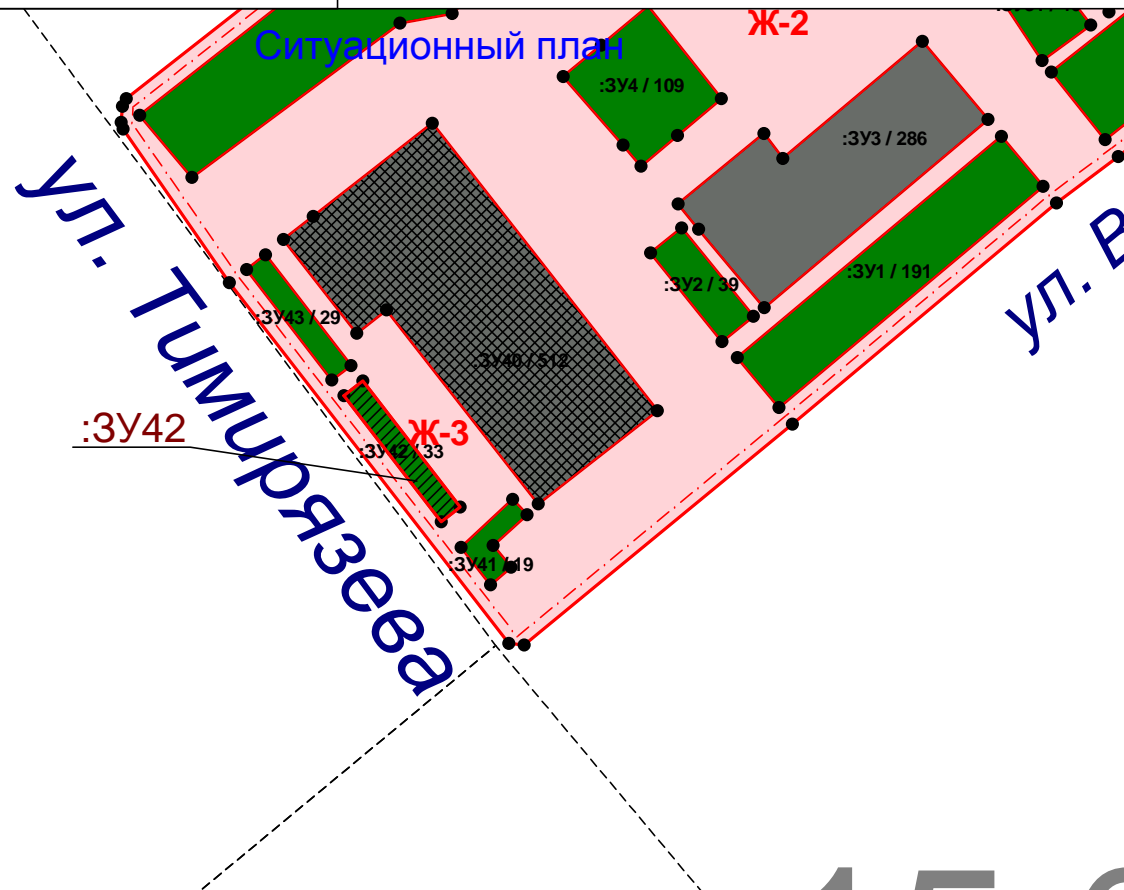 Ж-2
Ситуационный план
:ЗУ4 / 109
:ЗУ3 / 286
ул. Тимирязева
ул. В
:ЗУ1 / 191
:ЗУ2 / 39
:ЗУ43 / 29
:ЗУ40 / 512
:ЗУ42
Ж-3
:ЗУ42 / 33
:ЗУ41 / 19